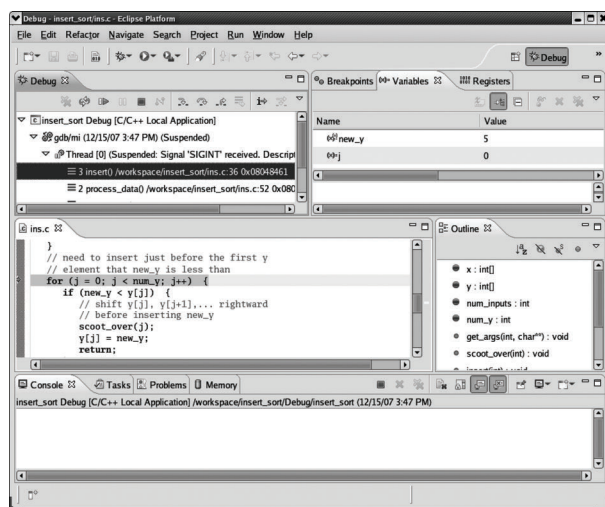 Debug - insert_sort/ins.c - Eclipse Platform
File Edit Refactor Navigate Search Project Run Window Help
Debug
Debug
insert_sort Debug [C/C++ Local Application]
gdb/mi (12/15/07 3:47 PM) (Suspended)
Thread [0] (Suspended: Signal 'SIGINT' received. Descript
3 insert() /workspace/insert_sort/ins.c:36 0x08048461
2 process_data() /workspace/insert_sort/ins.c:52 0x080
Breakpoints Variables Registers
Name Value
new_y 5
j 0
ins.c
}
// need to insert just before the first y
// element that new_y is less than
for (j = 0; j < num_y; j++) {
if (new_y < y[j]) {
// shift y[j], y[j+1],... rightward
// before inserting new_y
scoot_over(j);
y[j] = new_y;
return;
Outline
x : int[]
y : int[]
num_inputs : int
num_y : int
get_args(int, char**) : void
scoot_over(int) : void
Console Tasks Problems Memory
insert_sort Debug [C/C++ Local Application] /workspace/insert_sort/Debug/insert_sort (12/15/07 3:47 PM)